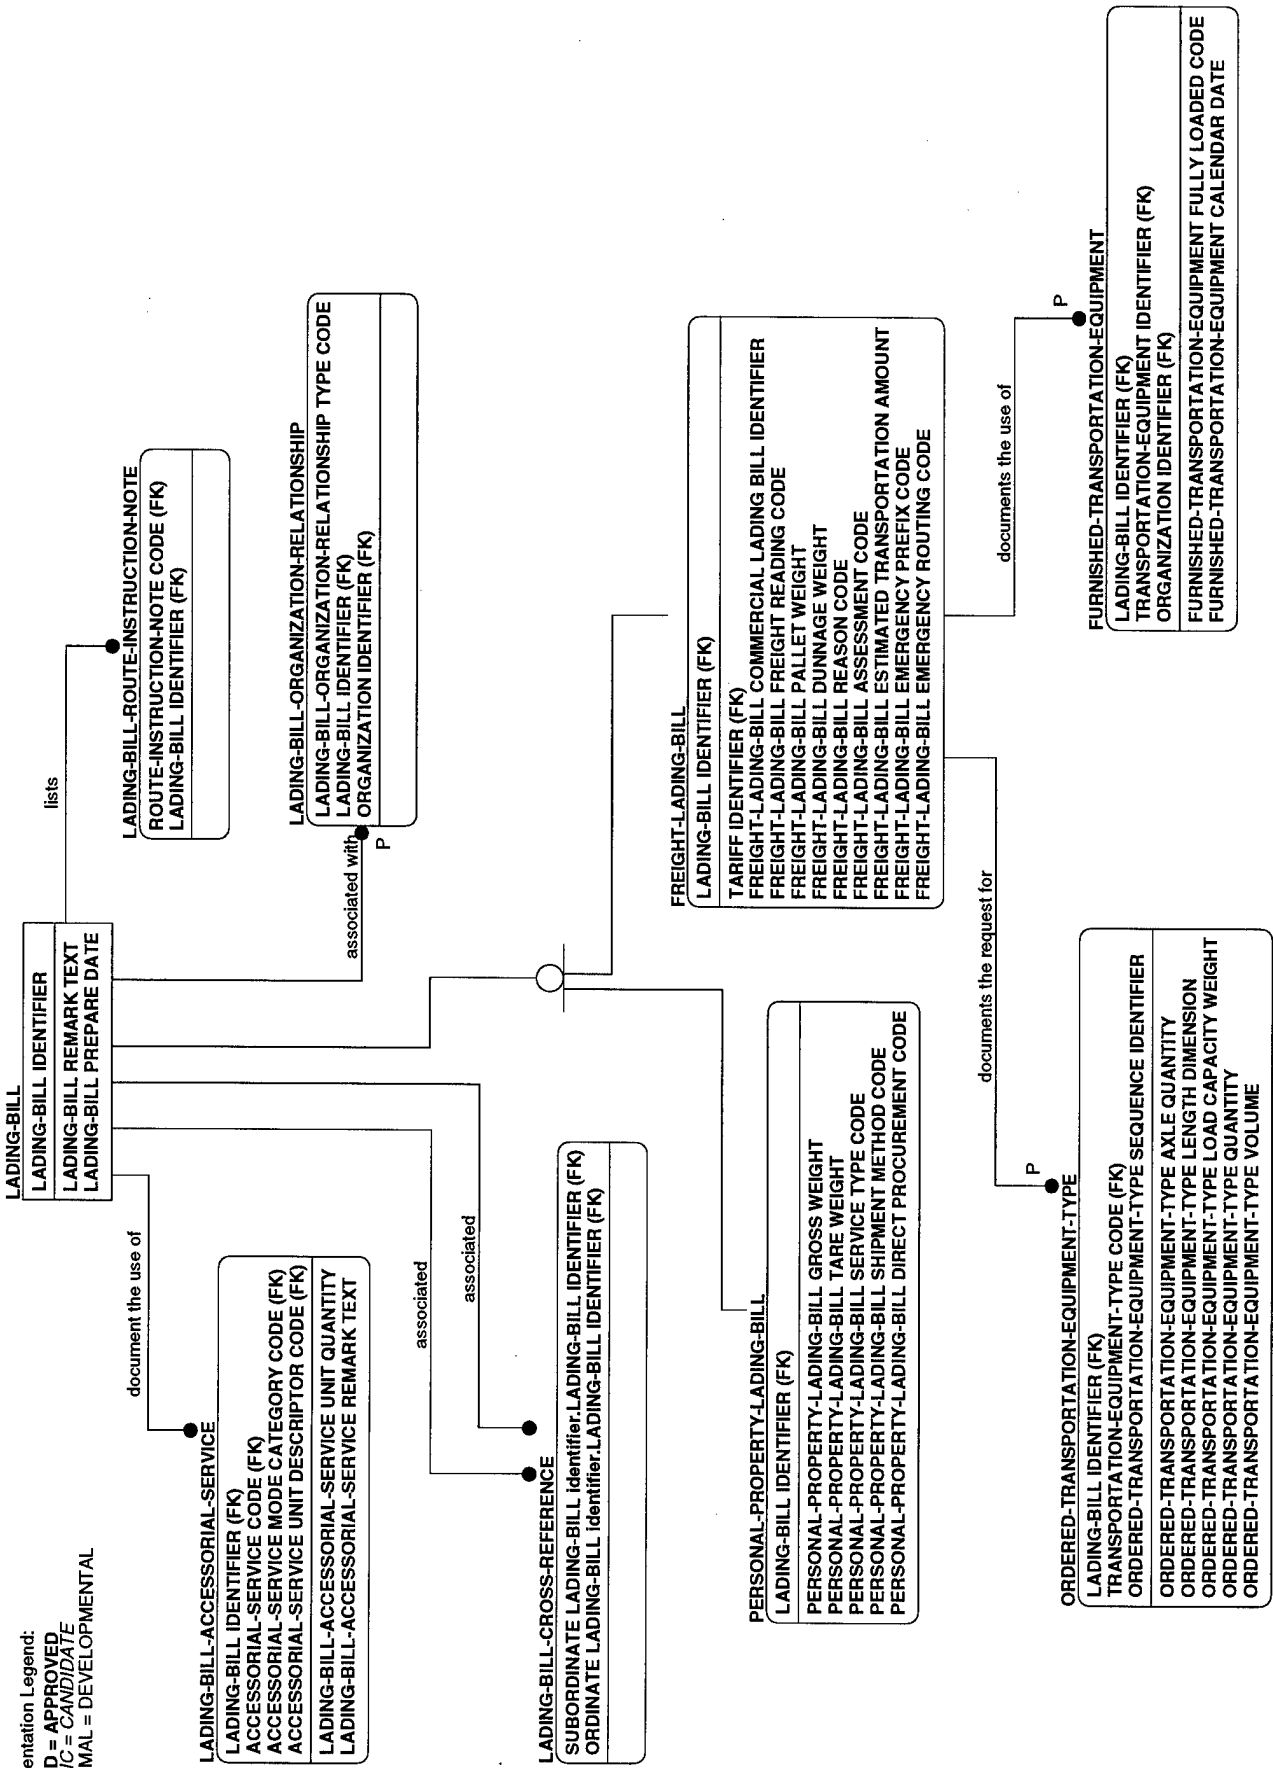 entation Legend:
D = APPROVED
IC = CANDIDATE
MAL = DEVELOPMENTAL
LADING-BILL
LADING-BILL IDENTIFIER
LADING-BILL REMARK TEXT
LADING-BILL PREPARE DATE
document the use of
associated
associated
associated with
P
lists
LADING-BILL-ACCESSORIAL-SERVICE
LADING-BILL IDENTIFIER (FK)
ACCESSORIAL-SERVICE CODE (FK)
ACCESSORIAL-SERVICE MODE CATEGORY CODE (FK)
ACCESSORIAL-SERVICE UNIT DESCRIPTOR CODE (FK)
LADING-BILL-ACCESSORIAL-SERVICE UNIT QUANTITY
LADING-BILL-ACCESSORIAL-SERVICE REMARK TEXT
LADING-BILL-ROUTE-INSTRUCTION-NOTE
ROUTE-INSTRUCTION-NOTE CODE (FK)
LADING-BILL IDENTIFIER (FK)
LADING-BILL-ORGANIZATION-RELATIONSHIP
LADING-BILL-ORGANIZATION-RELATIONSHIP TYPE CODE
LADING-BILL IDENTIFIER (FK)
ORGANIZATION IDENTIFIER (FK)
LADING-BILL-CROSS-REFERENCE
SUBORDINATE LADING-BILL identifier.LADING-BILL IDENTIFIER (FK)
ORDINATE LADING-BILL identifier.LADING-BILL IDENTIFIER (FK)
PERSONAL-PROPERTY-LADING-BILL
LADING-BILL IDENTIFIER (FK)
PERSONAL-PROPERTY-LADING-BILL GROSS WEIGHT
PERSONAL-PROPERTY-LADING-BILL TARE WEIGHT
PERSONAL-PROPERTY-LADING-BILL SERVICE TYPE CODE
PERSONAL-PROPERTY-LADING-BILL SHIPMENT METHOD CODE
PERSONAL-PROPERTY-LADING-BILL DIRECT PROCUREMENT CODE
FREIGHT-LADING-BILL
LADING-BILL IDENTIFIER (FK)
TARIFF IDENTIFIER (FK)
FREIGHT-LADING-BILL COMMERCIAL LADING BILL IDENTIFIER
FREIGHT-LADING-BILL FREIGHT READING CODE
FREIGHT-LADING-BILL PALLET WEIGHT
FREIGHT-LADING-BILL DUNNAGE WEIGHT
FREIGHT-LADING-BILL REASON CODE
FREIGHT-LADING-BILL ASSESSMENT CODE
FREIGHT-LADING-BILL ESTIMATED TRANSPORTATION AMOUNT
FREIGHT-LADING-BILL EMERGENCY PREFIX CODE
FREIGHT-LADING-BILL EMERGENCY ROUTING CODE
documents the request for
P
documents the use of
P
ORDERED-TRANSPORTATION-EQUIPMENT-TYPE
LADING-BILL IDENTIFIER (FK)
TRANSPORTATION-EQUIPMENT-TYPE CODE (FK)
ORDERED-TRANSPORTATION-EQUIPMENT-TYPE SEQUENCE IDENTIFIER
ORDERED-TRANSPORTATION-EQUIPMENT-TYPE AXLE QUANTITY
ORDERED-TRANSPORTATION-EQUIPMENT-TYPE LENGTH DIMENSION
ORDERED-TRANSPORTATION-EQUIPMENT-TYPE LOAD CAPACITY WEIGHT
ORDERED-TRANSPORTATION-EQUIPMENT-TYPE QUANTITY
ORDERED-TRANSPORTATION-EQUIPMENT-TYPE VOLUME
FURNISHED-TRANSPORTATION-EQUIPMENT
LADING-BILL IDENTIFIER (FK)
TRANSPORTATION-EQUIPMENT IDENTIFIER (FK)
ORGANIZATION IDENTIFIER (FK)
FURNISHED-TRANSPORTATION-EQUIPMENT FULLY LOADED CODE
FURNISHED-TRANSPORTATION-EQUIPMENT CALENDAR DATE